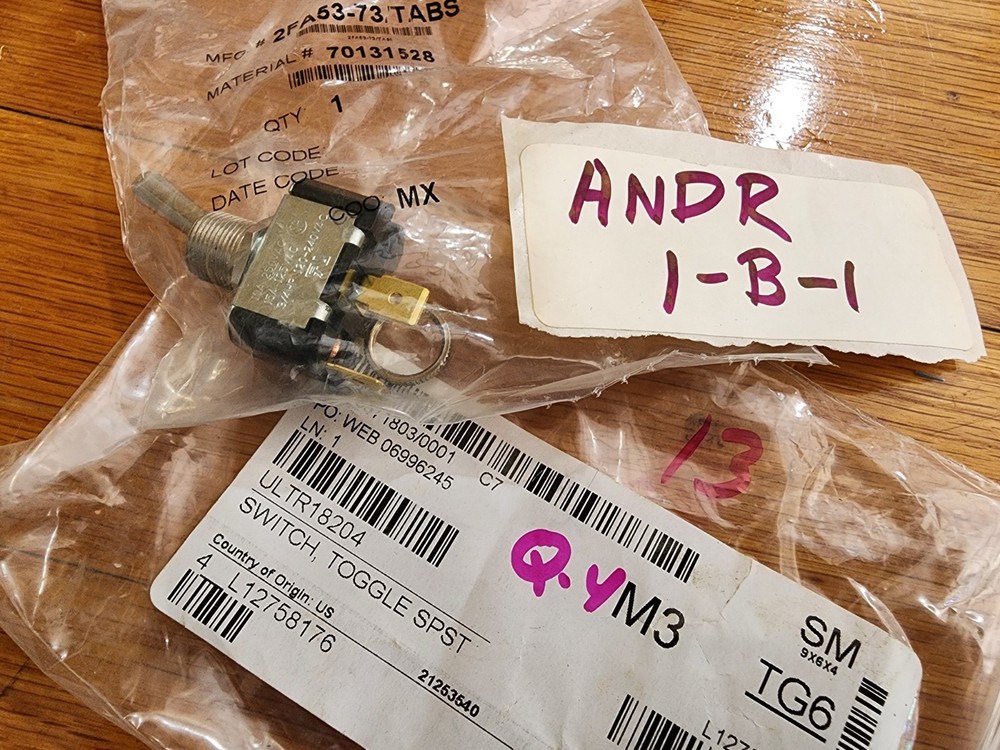 MFG # 2FA53-73/TABS
MATERIAL # 70131528
QTY 1
LOT CODE
DATE CODE
COO MX
ANDR
1-B-1
13
1803/0001
PO: WEB 06996245
LN: 1
C7
ULTR18204
SWITCH, TOGGLE SPST
Country of Origin: US
4 L12758176
21253540
Q.Y
M3
SM
9X6X4
TG6